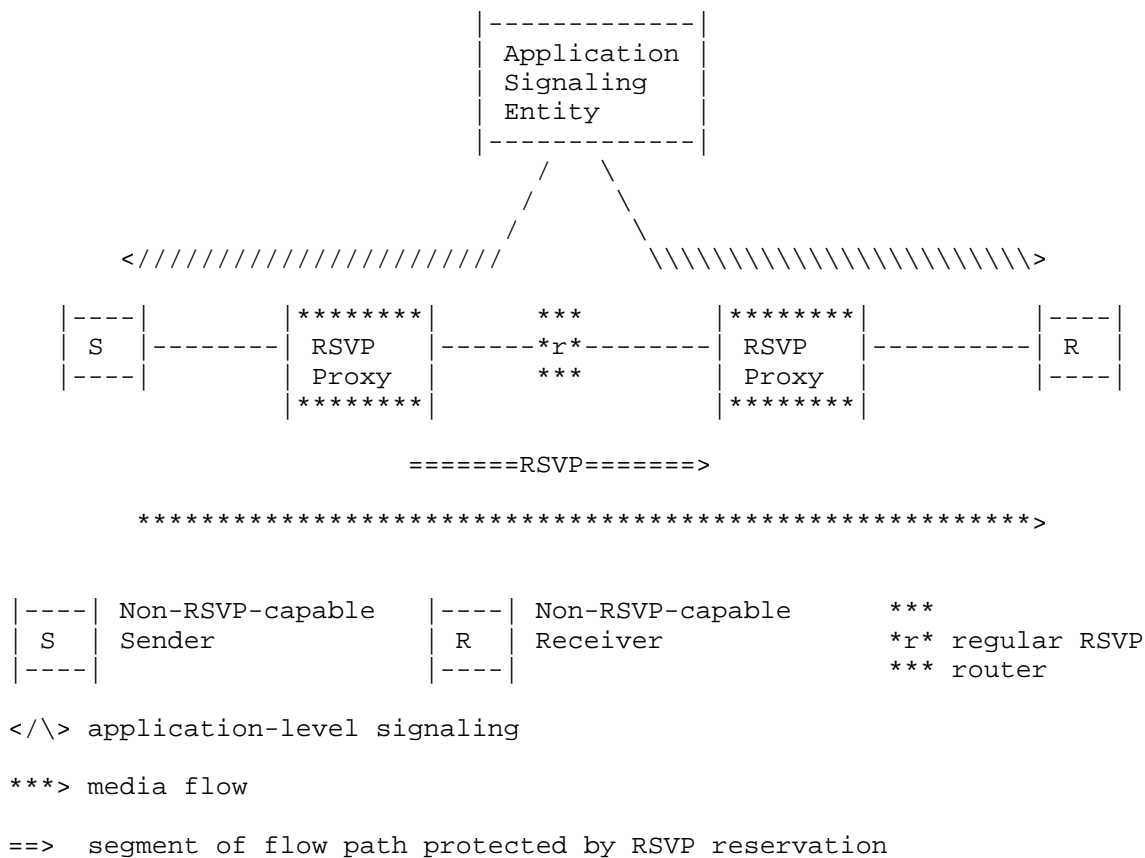 |-------------|
| Application |
| Signaling   |
| Entity      |
|-------------|
/   \
/     \
/       \
<///////////////////////         \\\\\\\\\\\\\\\\\\\\\\\\>
|----|         |********|      ***         |********|           |----|
| S  |--------| RSVP   |------*r*--------| RSVP   |----------| R  |
|----|         | Proxy  |      ***         | Proxy  |           |----|
|********|                  |********|
=======RSVP=======>
********************************************************>
|----| Non-RSVP-capable   |----| Non-RSVP-capable      ***
| S  | Sender             | R  | Receiver              *r* regular RSVP
|----|                    |----|                       *** router
</\> application-level signaling
***> media flow
==>  segment of flow path protected by RSVP reservation